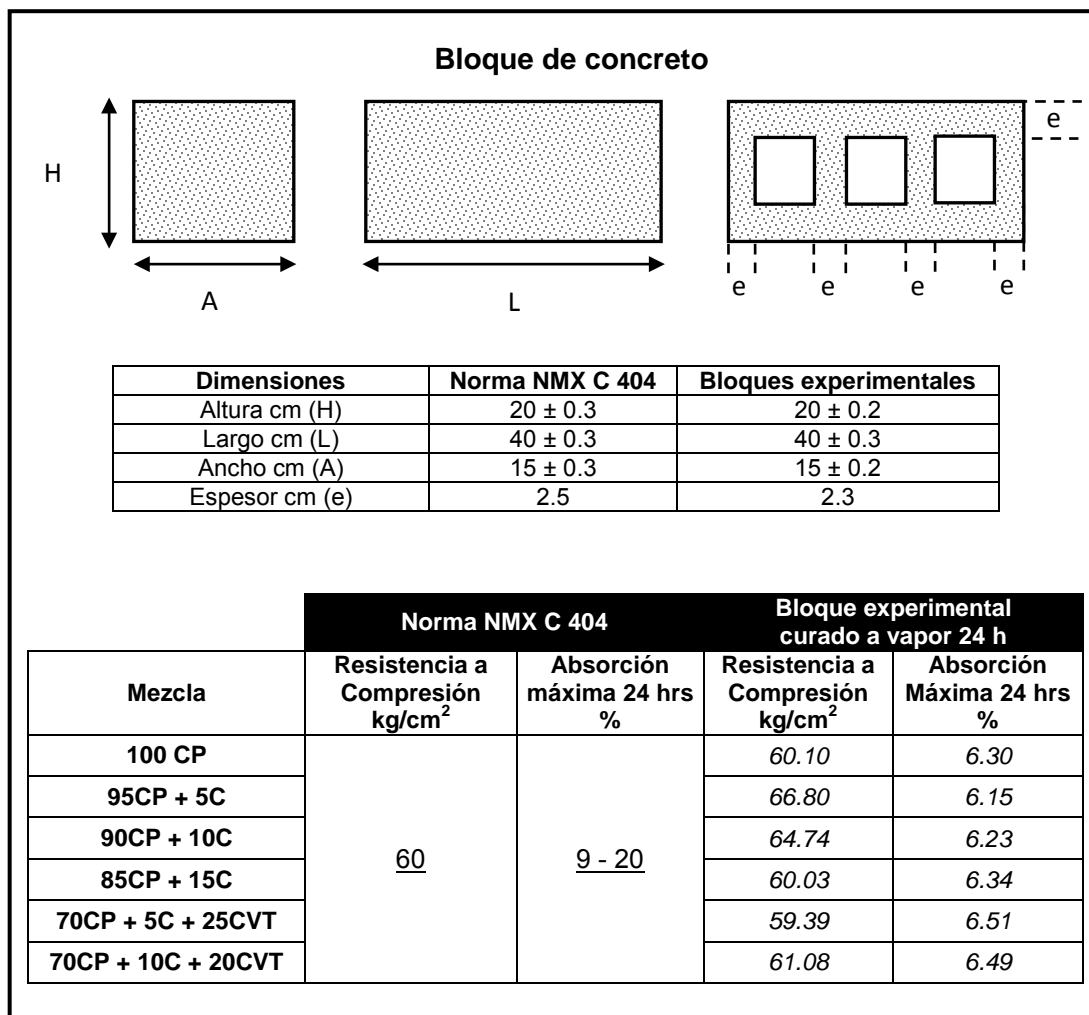 Bloque de concreto
H
A
L
e
e
e
e
e
Dimensiones Norma NMX C 404 Bloques experimentales
Altura cm (H) 20 ± 0.3 20 ± 0.2
Largo cm (L) 40 ± 0.3 40 ± 0.3
Ancho cm (A) 15 ± 0.3 15 ± 0.2
Espesor cm (e) 2.5 2.3
Norma NMX C 404
Bloque experimental
curado a vapor 24 h
Mezcla
Resistencia a
Compresión
kg/cm²
Absorción
máxima 24 hrs
%
Resistencia a
Compresión
kg/cm²
Absorción
Máxima 24 hrs
%
100 CP 60.10 6.30
95CP + 5C 66.80 6.15
90CP + 10C 64.74 6.23
60 9 - 20
85CP + 15C 60.03 6.34
70CP + 5C + 25CVT 59.39 6.51
70CP + 10C + 20CVT 61.08 6.49